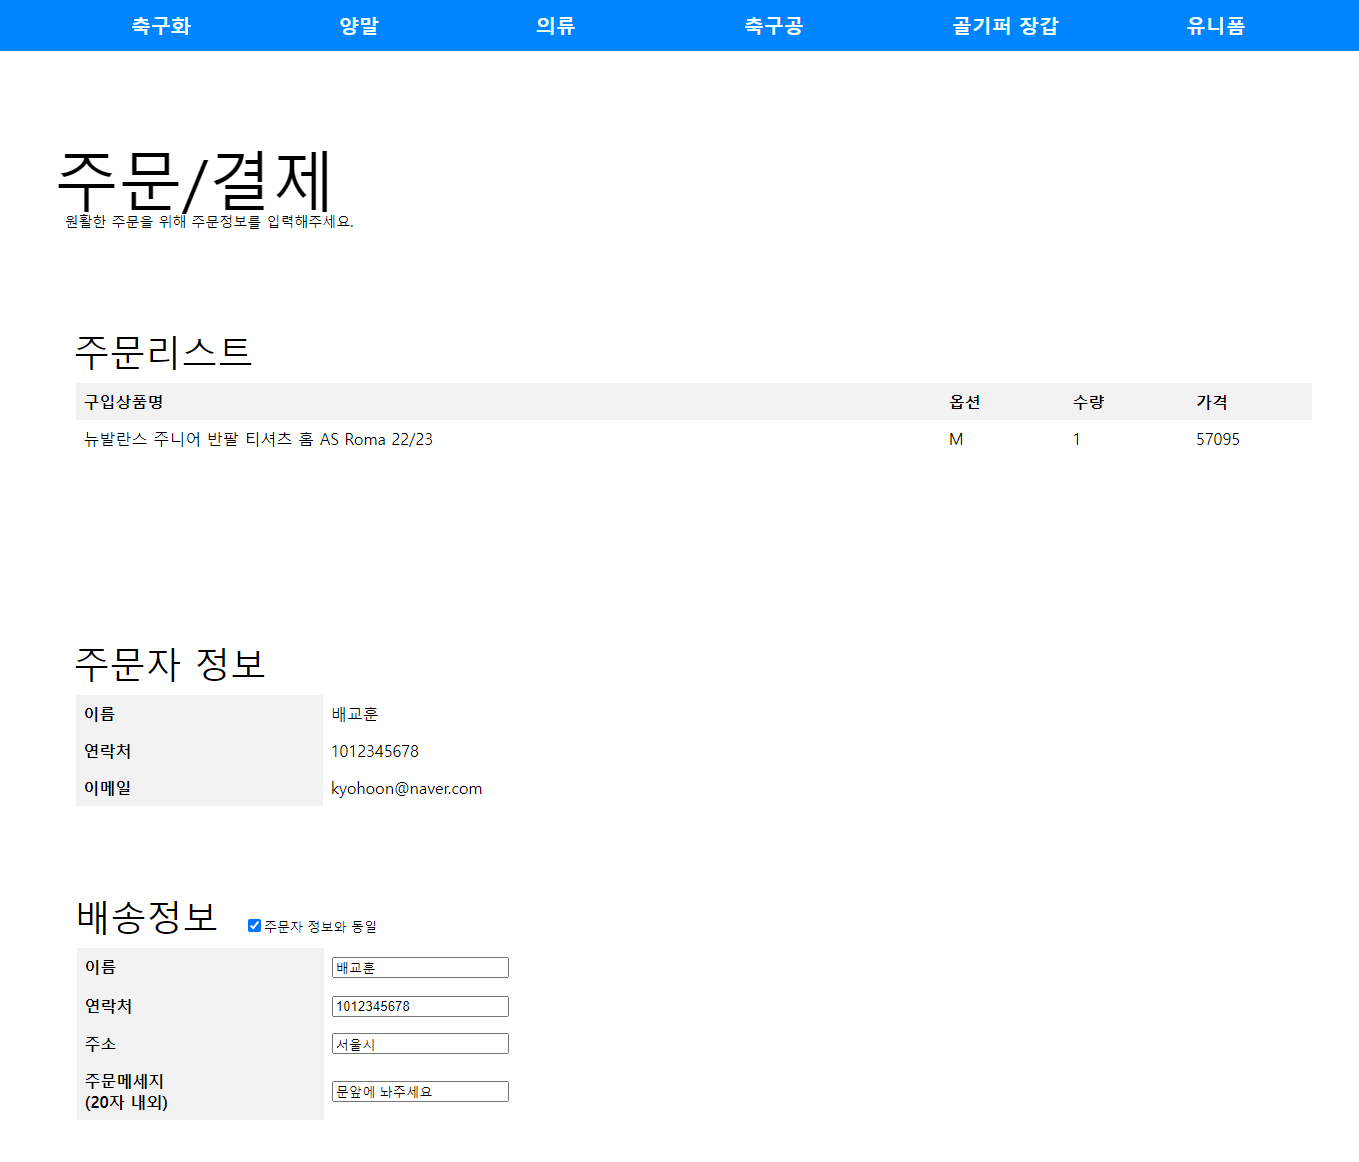 축구화 양말 의류 축구공 골기퍼 장갑 유니폼
주문/결제
원활한 주문을 위해 주문정보를 입력해주세요.
주문리스트
구입상품명 옵션 수량 가격
뉴발란스 주니어 반팔 티셔츠 홈 AS Roma 22/23 M 1 57095
주문자 정보
이름 배교훈
연락처 1012345678
이메일 kyohoon@naver.com
배송정보 주문자 정보와 동일
이름 배교훈
연락처 1012345678
주소 서울시
주문메세지
(20자 내외) 문앞에 놔주세요